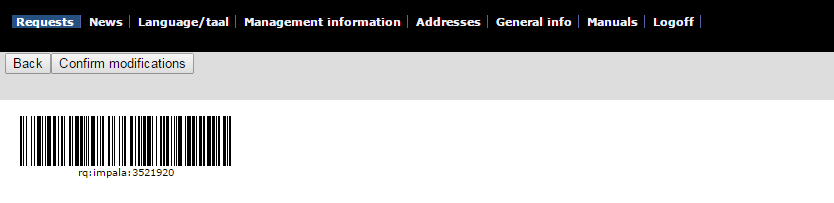 Requests News Language/taal Management information Addresses General info Manuals Logoff
Back Confirm modifications
rq:impala:3521920